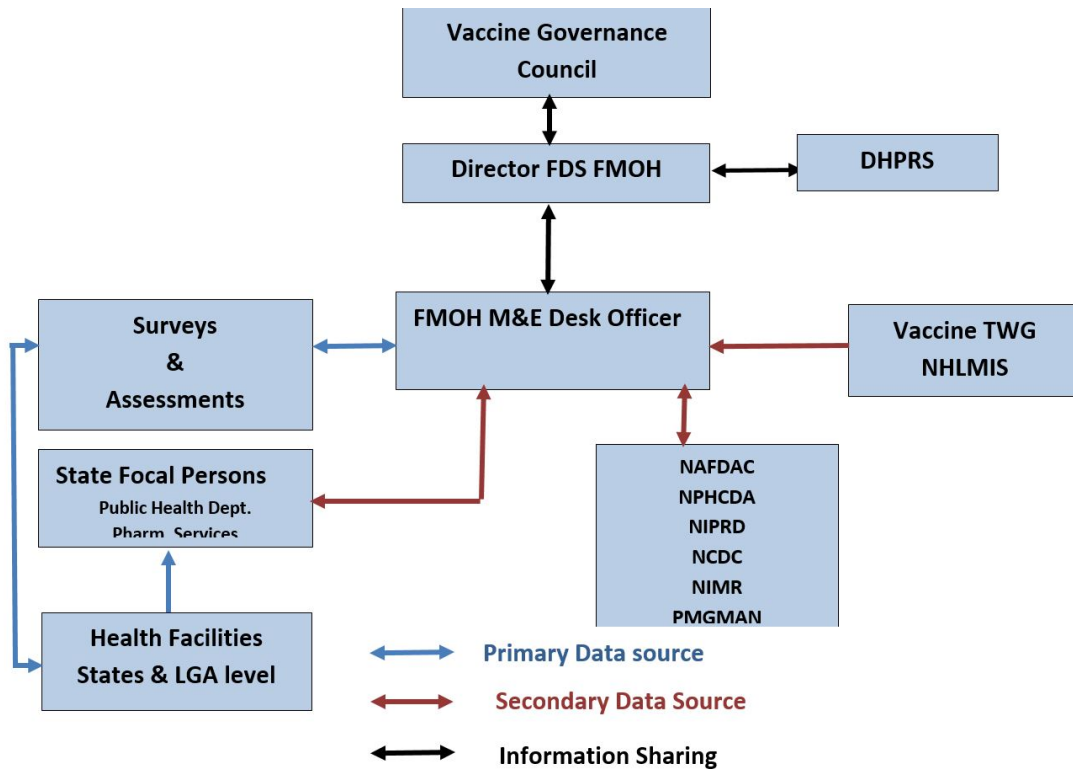 Vaccine Governance
Council
Director FDS FMOH
DHPRS
FMOH M&E Desk Officer
Surveys
&
Assessments
Vaccine TWG
NHLMIS
State Focal Persons
Public Health Dept.
Pharm. Services
NAFDAC
NPHCDA
NIPRD
NCDC
NIMR
PMGMAN
Health Facilities
States & LGA level
Primary Data source
Secondary Data Source
Information Sharing